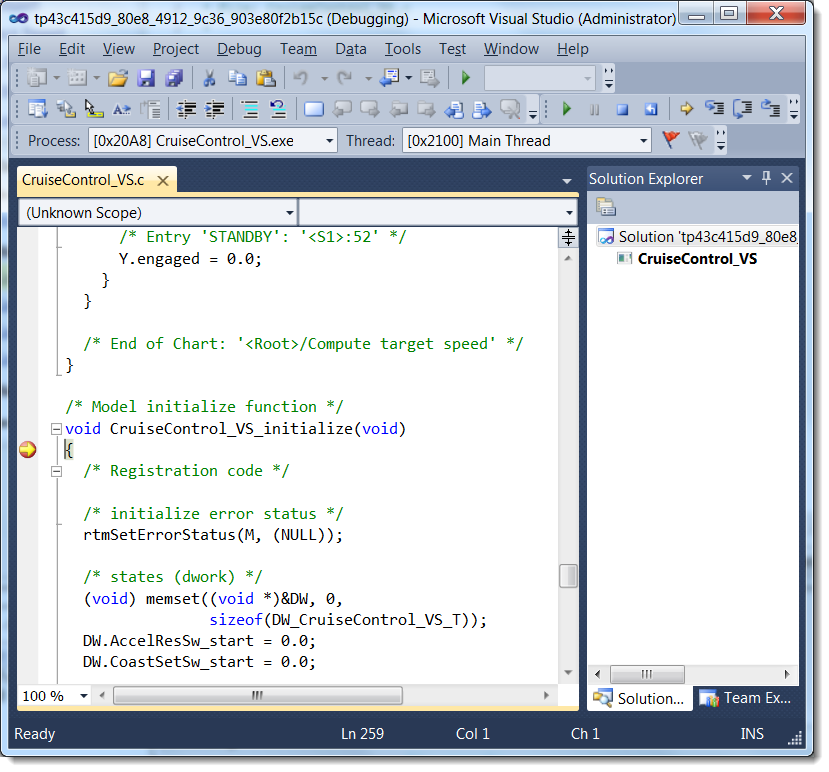 tp43c415d9_80e8_4912_9c36_903e80f2b15c (Debugging) - Microsoft Visual Studio (Administrator)
File Edit View Project Debug Team Data Tools Test Window Help
Process: [0x20A8] CruiseControl_VS.exe Thread: [0x2100] Main Thread
CruiseControl_VS.c
(Unknown Scope)
/* Entry 'STANDBY': '<S1>:52' */
Y.engaged = 0.0;
}
}
/* End of Chart: '<Root>/Compute target speed' */
}
/* Model initialize function */
void CruiseControl_VS_initialize(void)
{
/* Registration code */
/* initialize error status */
rtmSetErrorStatus(M, (NULL));
/* states (dwork) */
(void) memset((void *)&DW, 0,
sizeof(DW_CruiseControl_VS_T));
DW.AccelResSw_start = 0.0;
DW.CoastSetSw_start = 0.0;
100 %
Solution Explorer
Solution 'tp43c415d9_80e8_
CruiseControl_VS
Solution... Team Ex...
Ready Ln 259 Col 1 Ch 1 INS